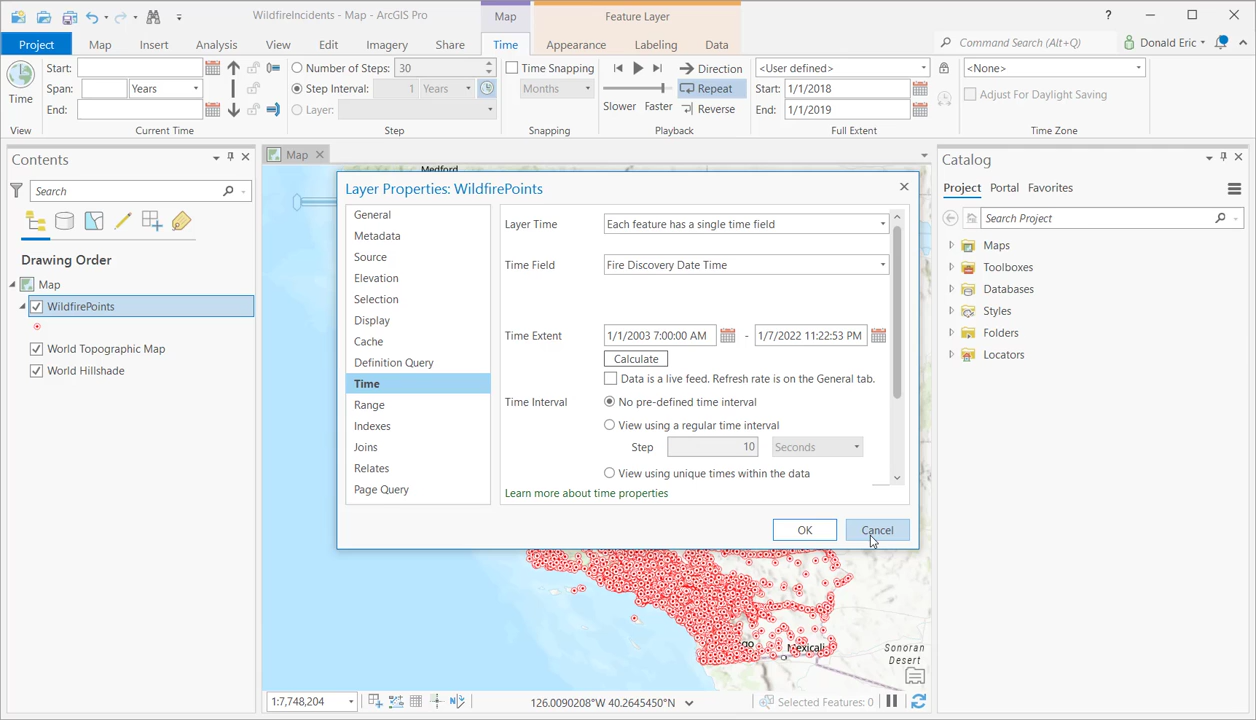 WildfireIncidents - Map - ArcGIS Pro
Map
Feature Layer
?
Project
Map
Insert
Analysis
View
Edit
Imagery
Share
Time
Appearance
Labeling
Data
Command Search (Alt+Q)
Donald Eric
Time
View
Start:
Span:
Years
End:
Current Time
Number of Steps:
30
Step Interval:
1
Years
Layer:
Step
Time Snapping
Months
Snapping
Slower
Faster
Direction
Repeat
Reverse
Playback
<User defined>
Start:
1/1/2018
End:
1/1/2019
Full Extent
<None>
Adjust For Daylight Saving
Time Zone
Contents
Search
Drawing Order
Map
WildfirePoints
World Topographic Map
World Hillshade
Map
Medford
Layer Properties: WildfirePoints
General
Metadata
Source
Elevation
Selection
Display
Cache
Definition Query
Time
Range
Indexes
Joins
Relates
Page Query
Layer Time
Each feature has a single time field
Time Field
Fire Discovery Date Time
Time Extent
1/1/2003 7:00:00 AM
-
1/7/2022 11:22:53 PM
Calculate
Data is a live feed. Refresh rate is on the General tab.
Time Interval
No pre-defined time interval
View using a regular time interval
Step
10
Seconds
View using unique times within the data
Learn more about time properties
OK
Cancel
go
Mexicali
Sonoran
Desert
1:7,748,204
126.0090208°W 40.2645450°N
Selected Features: 0
Catalog
Project
Portal
Favorites
Search Project
Maps
Toolboxes
Databases
Styles
Folders
Locators